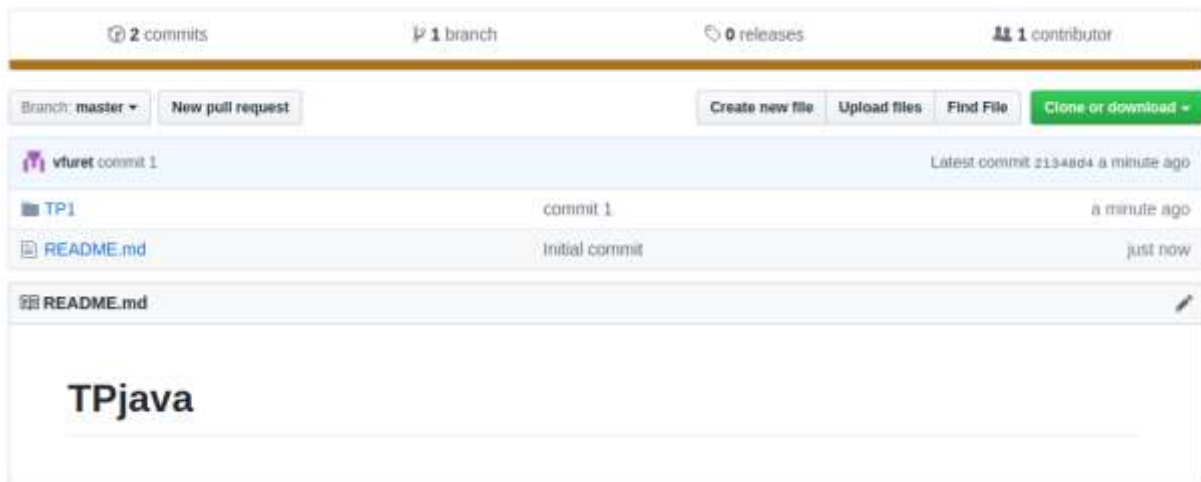 2 commits 1 branch 0 releases 1 contributor
Branch: master New pull request Create new file Upload files Find File Clone or download
vfuret commit 1 Latest commit 21348d4 a minute ago
TP1 commit 1 a minute ago
README.md Initial commit just now
README.md
TPjava